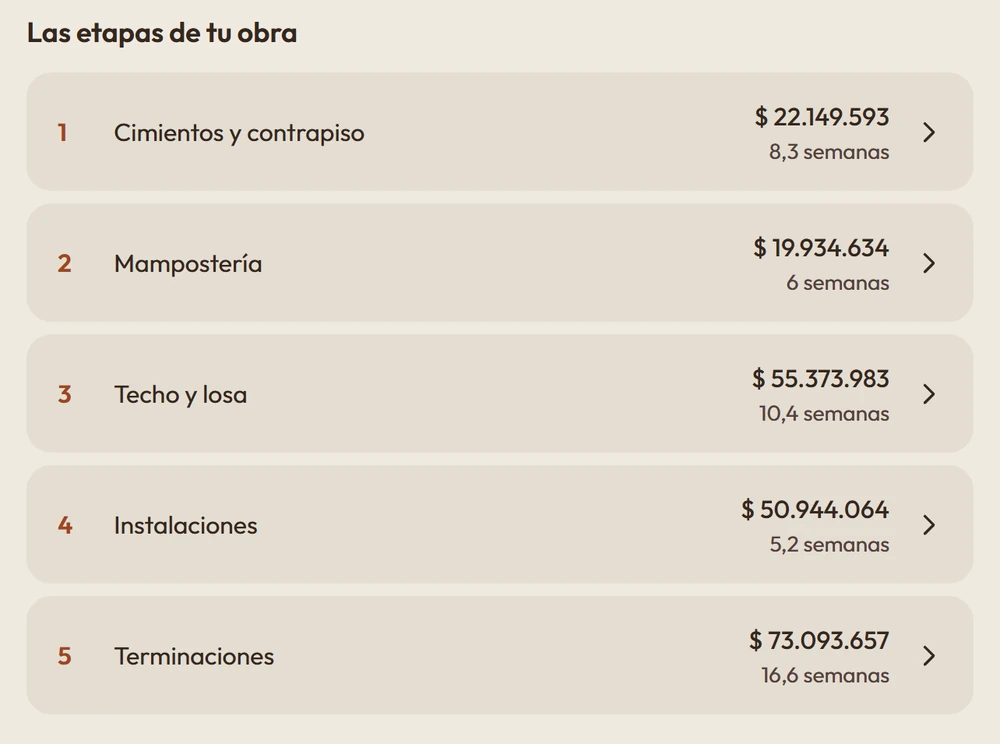 Las etapas de tu obra
1 Cimientos y contrapiso $ 22.149.593
8,3 semanas
2 Mampostería $ 19.934.634
6 semanas
3 Techo y losa $ 55.373.983
10,4 semanas
4 Instalaciones $ 50.944.064
5,2 semanas
5 Terminaciones $ 73.093.657
16,6 semanas